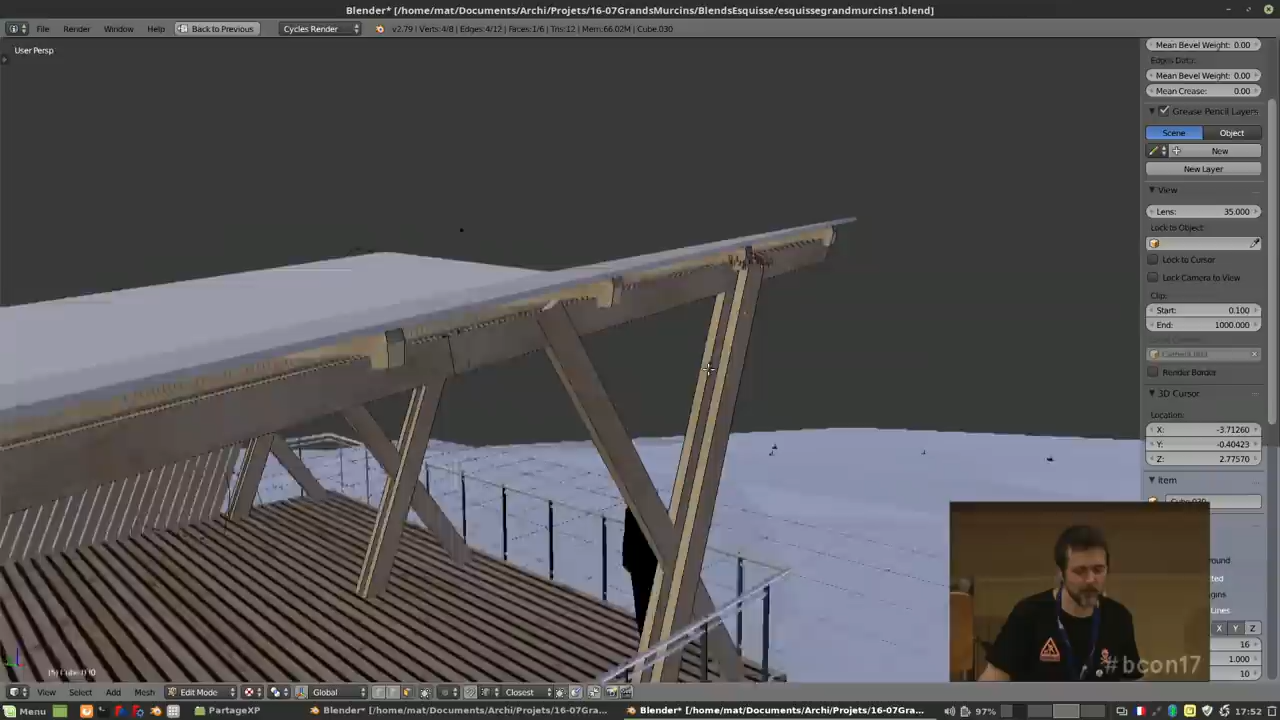 Blender* [/home/mat/Documents/Archi/Projets/16-07GrandsMurcins/BlendsEsquisse/esquissegrandmurcins1.blend]
File Render Window Help Back to Previous Cycles Render v2.79 | Verts:4/8 | Edges:4/12 | Faces:1/6 | Tris:12 | Mem:66.02M | Cube.030
User Persp
Mean Bevel Weight: 0.00
Edges Data:
Mean Bevel Weight: 0.00
Mean Crease: 0.00
Grease Pencil Layers
Scene Object
New
New Layer
View
Lens: 35.000
Lock to Object:
Lock to Cursor
Lock Camera to View
Clip:
Start: 0.100
End: 1000.000
Render Border
3D Cursor
Location:
X: -3.71260
Y: -0.40423
Z: 2.77570
Item
X Y Z
16
1.000
10
#bcon17
View Select Add Mesh Edit Mode Global Closest
Menu PartageXP Blender* [/home/mat/Documents/Archi/Projets/16-07Gra... Blender* [/home/mat/Documents/Archi/Projets/16-07Gra... 97% 17:52